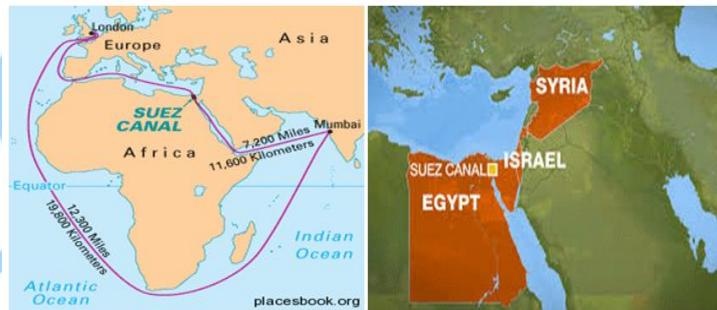 London
Europe
Asia
SUEZ
CANAL
Mumbai
7,200 Miles
11,600 Kilometers
Africa
Equator
12,300 Miles
19,800 Kilometers
Indian
Ocean
Atlantic
Ocean
placesbook.org
SYRIA
ISRAEL
SUEZ CANAL
EGYPT